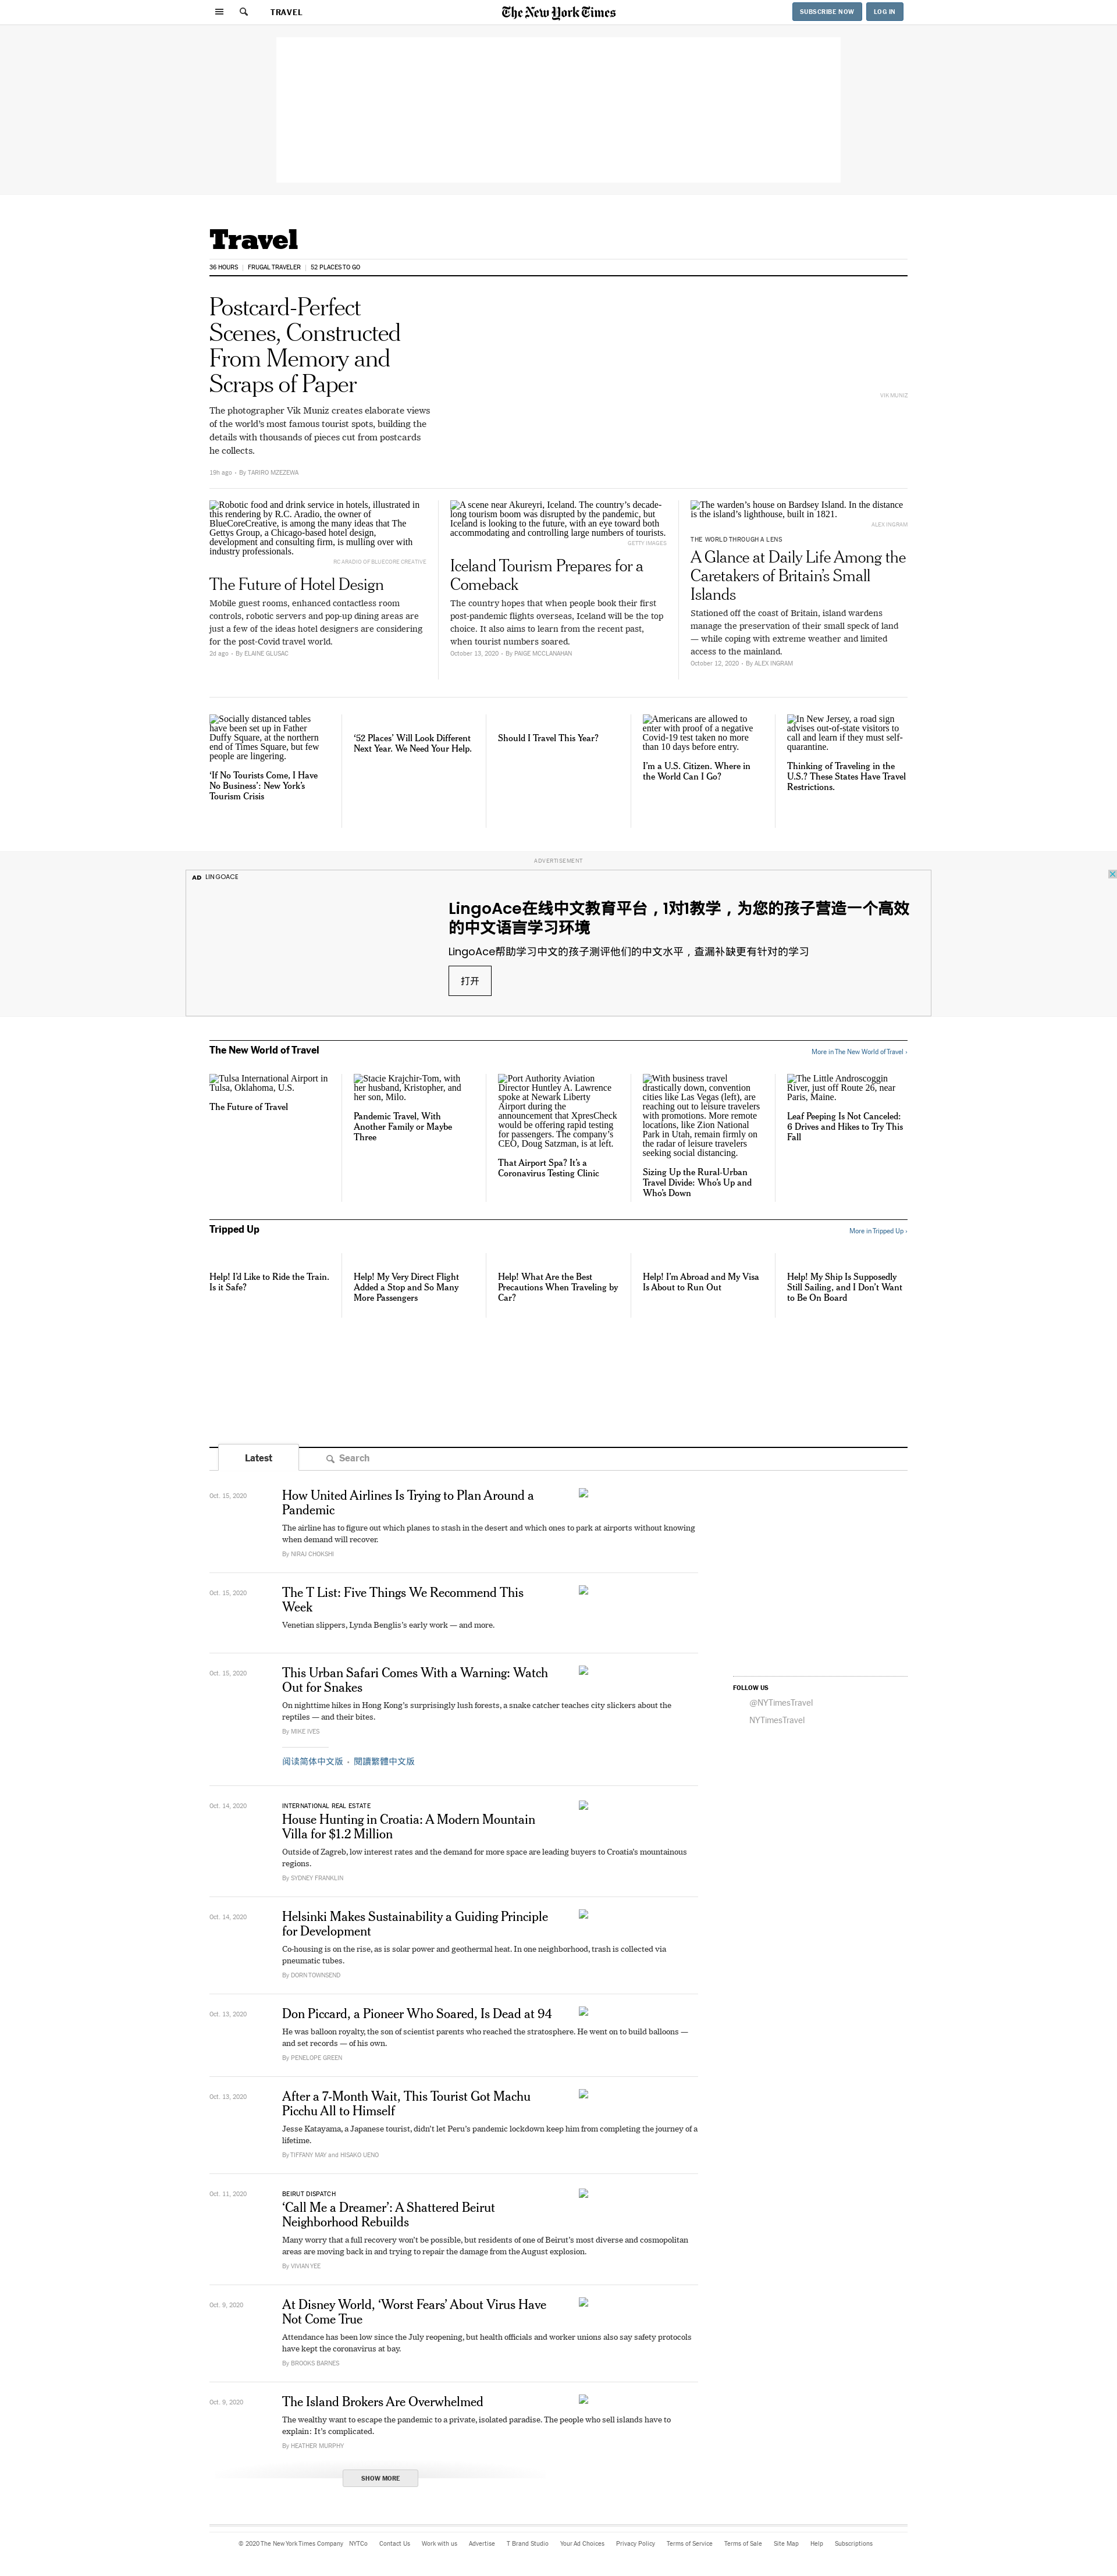 TRAVEL
The New York Times
SUBSCRIBE NOW
LOG IN
Travel
36 HOURS
FRUGAL TRAVELER
52 PLACES TO GO
Postcard-Perfect
Scenes, Constructed
From Memory and
Scraps of Paper
The photographer Vik Muniz creates elaborate views
of the world's most famous tourist spots, building the
details with thousands of pieces cut from postcards
he collects.
19h ago • By TARIRO MZEZEWA
VIK MUNIZ
Robotic food and drink service in hotels, illustrated in
this rendering by R.C. Aradio, the owner of
BlueCoreCreative, is among the many ideas that The
Gettys Group, a Chicago-based hotel design,
development and consulting firm, is mulling over with
industry professionals.
RC ARADIO OF BLUECORE CREATIVE
The Future of Hotel Design
Mobile guest rooms, enhanced contactless room
controls, robotic servers and pop-up dining areas are
just a few of the ideas hotel designers are considering
for the post-Covid travel world.
2d ago • By ELAINE GLUSAC
A scene near Akureyri, Iceland. The country's decade-
long tourism boom was disrupted by the pandemic, but
Iceland is looking to the future, with an eye toward both
accommodating and controlling large numbers of tourists.
GETTY IMAGES
Iceland Tourism Prepares for a
Comeback
The country hopes that when people book their first
post-pandemic flights overseas, Iceland will be the top
choice. It also aims to learn from the recent past,
when tourist numbers soared.
October 13, 2020 • By PAIGE MCCLANAHAN
The warden's house on Bardsey Island. In the distance
is the island's lighthouse, built in 1821.
ALEX INGRAM
THE WORLD THROUGH A LENS
A Glance at Daily Life Among the
Caretakers of Britain's Small
Islands
Stationed off the coast of Britain, island wardens
manage the preservation of their small speck of land
— while coping with extreme weather and limited
access to the mainland.
October 12, 2020 • By ALEX INGRAM
Socially distanced tables
have been set up in Father
Duffy Square, at the northern
end of Times Square, but few
people are lingering.
'If No Tourists Come, I Have
No Business': New York's
Tourism Crisis
'52 Places' Will Look Different
Next Year. We Need Your Help.
Should I Travel This Year?
Americans are allowed to
enter with proof of a negative
Covid-19 test taken no more
than 10 days before entry.
I'm a U.S. Citizen. Where in
the World Can I Go?
In New Jersey, a road sign
advises out-of-state visitors to
call and learn if they must self-
quarantine.
Thinking of Traveling in the
U.S.? These States Have Travel
Restrictions.
ADVERTISEMENT
AD LINGOACE
LingoAce在线中文教育平台，1对1教学，为您的孩子营造一个高效
的中文语言学习环境
LingoAce帮助学习中文的孩子测评他们的中文水平，查漏补缺更有针对的学习
打开
The New World of Travel
More in The New World of Travel ›
Tulsa International Airport in
Tulsa, Oklahoma, U.S.
The Future of Travel
Stacie Krajchir-Tom, with
her husband, Kristopher, and
her son, Milo.
Pandemic Travel, With
Another Family or Maybe
Three
Port Authority Aviation
Director Huntley A. Lawrence
spoke at Newark Liberty
Airport during the
announcement that XpresCheck
would be offering rapid testing
for passengers. The company's
CEO, Doug Satzman, is at left.
That Airport Spa? It's a
Coronavirus Testing Clinic
With business travel
drastically down, convention
cities like Las Vegas (left), are
reaching out to leisure travelers
with promotions. More remote
locations, like Zion National
Park in Utah, remain firmly on
the radar of leisure travelers
seeking social distancing.
Sizing Up the Rural-Urban
Travel Divide: Who's Up and
Who's Down
The Little Androscoggin
River, just off Route 26, near
Paris, Maine.
Leaf Peeping Is Not Canceled:
6 Drives and Hikes to Try This
Fall
Tripped Up
More in Tripped Up ›
Help! I'd Like to Ride the Train.
Is it Safe?
Help! My Very Direct Flight
Added a Stop and So Many
More Passengers
Help! What Are the Best
Precautions When Traveling by
Car?
Help! I'm Abroad and My Visa
Is About to Run Out
Help! My Ship Is Supposedly
Still Sailing, and I Don't Want
to Be On Board
Latest
Search
Oct. 15, 2020
How United Airlines Is Trying to Plan Around a
Pandemic
The airline has to figure out which planes to stash in the desert and which ones to park at airports without knowing
when demand will recover.
By NIRAJ CHOKSHI
Oct. 15, 2020
The T List: Five Things We Recommend This
Week
Venetian slippers, Lynda Benglis's early work — and more.
Oct. 15, 2020
This Urban Safari Comes With a Warning: Watch
Out for Snakes
On nighttime hikes in Hong Kong's surprisingly lush forests, a snake catcher teaches city slickers about the
reptiles — and their bites.
By MIKE IVES
阅读简体中文版 • 閱讀繁體中文版
FOLLOW US
@NYTimesTravel
NYTimesTravel
Oct. 14, 2020
INTERNATIONAL REAL ESTATE
House Hunting in Croatia: A Modern Mountain
Villa for $1.2 Million
Outside of Zagreb, low interest rates and the demand for more space are leading buyers to Croatia's mountainous
regions.
By SYDNEY FRANKLIN
Oct. 14, 2020
Helsinki Makes Sustainability a Guiding Principle
for Development
Co-housing is on the rise, as is solar power and geothermal heat. In one neighborhood, trash is collected via
pneumatic tubes.
By DORN TOWNSEND
Oct. 13, 2020
Don Piccard, a Pioneer Who Soared, Is Dead at 94
He was balloon royalty, the son of scientist parents who reached the stratosphere. He went on to build balloons —
and set records — of his own.
By PENELOPE GREEN
Oct. 13, 2020
After a 7-Month Wait, This Tourist Got Machu
Picchu All to Himself
Jesse Katayama, a Japanese tourist, didn't let Peru's pandemic lockdown keep him from completing the journey of a
lifetime.
By TIFFANY MAY and HISAKO UENO
Oct. 11, 2020
BEIRUT DISPATCH
'Call Me a Dreamer': A Shattered Beirut
Neighborhood Rebuilds
Many worry that a full recovery won't be possible, but residents of one of Beirut's most diverse and cosmopolitan
areas are moving back in and trying to repair the damage from the August explosion.
By VIVIAN YEE
Oct. 9, 2020
At Disney World, 'Worst Fears' About Virus Have
Not Come True
Attendance has been low since the July reopening, but health officials and worker unions also say safety protocols
have kept the coronavirus at bay.
By BROOKS BARNES
Oct. 9, 2020
The Island Brokers Are Overwhelmed
The wealthy want to escape the pandemic to a private, isolated paradise. The people who sell islands have to
explain: It's complicated.
By HEATHER MURPHY
SHOW MORE
© 2020 The New York Times Company NYTCo Contact Us Work with us Advertise T Brand Studio Your Ad Choices Privacy Policy Terms of Service Terms of Sale Site Map Help Subscriptions